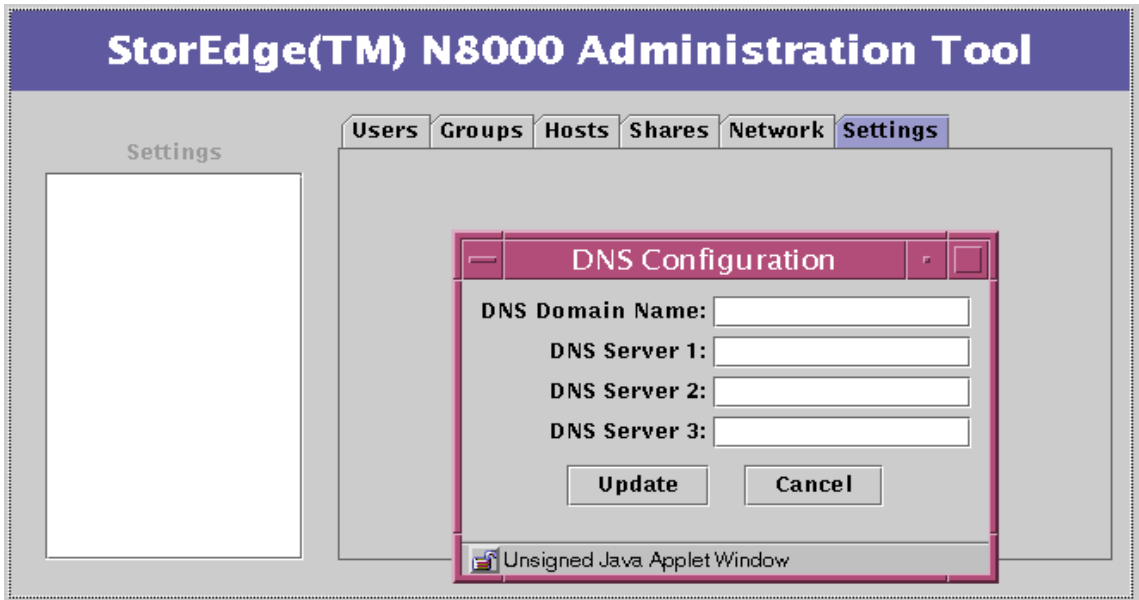 StorEdge(TM) N8000 Administration Tool
Users Groups Hosts Shares Network Settings
Settings
DNS Configuration
DNS Domain Name:
DNS Server 1:
DNS Server 2:
DNS Server 3:
Update Cancel
Unsigned Java Applet Window